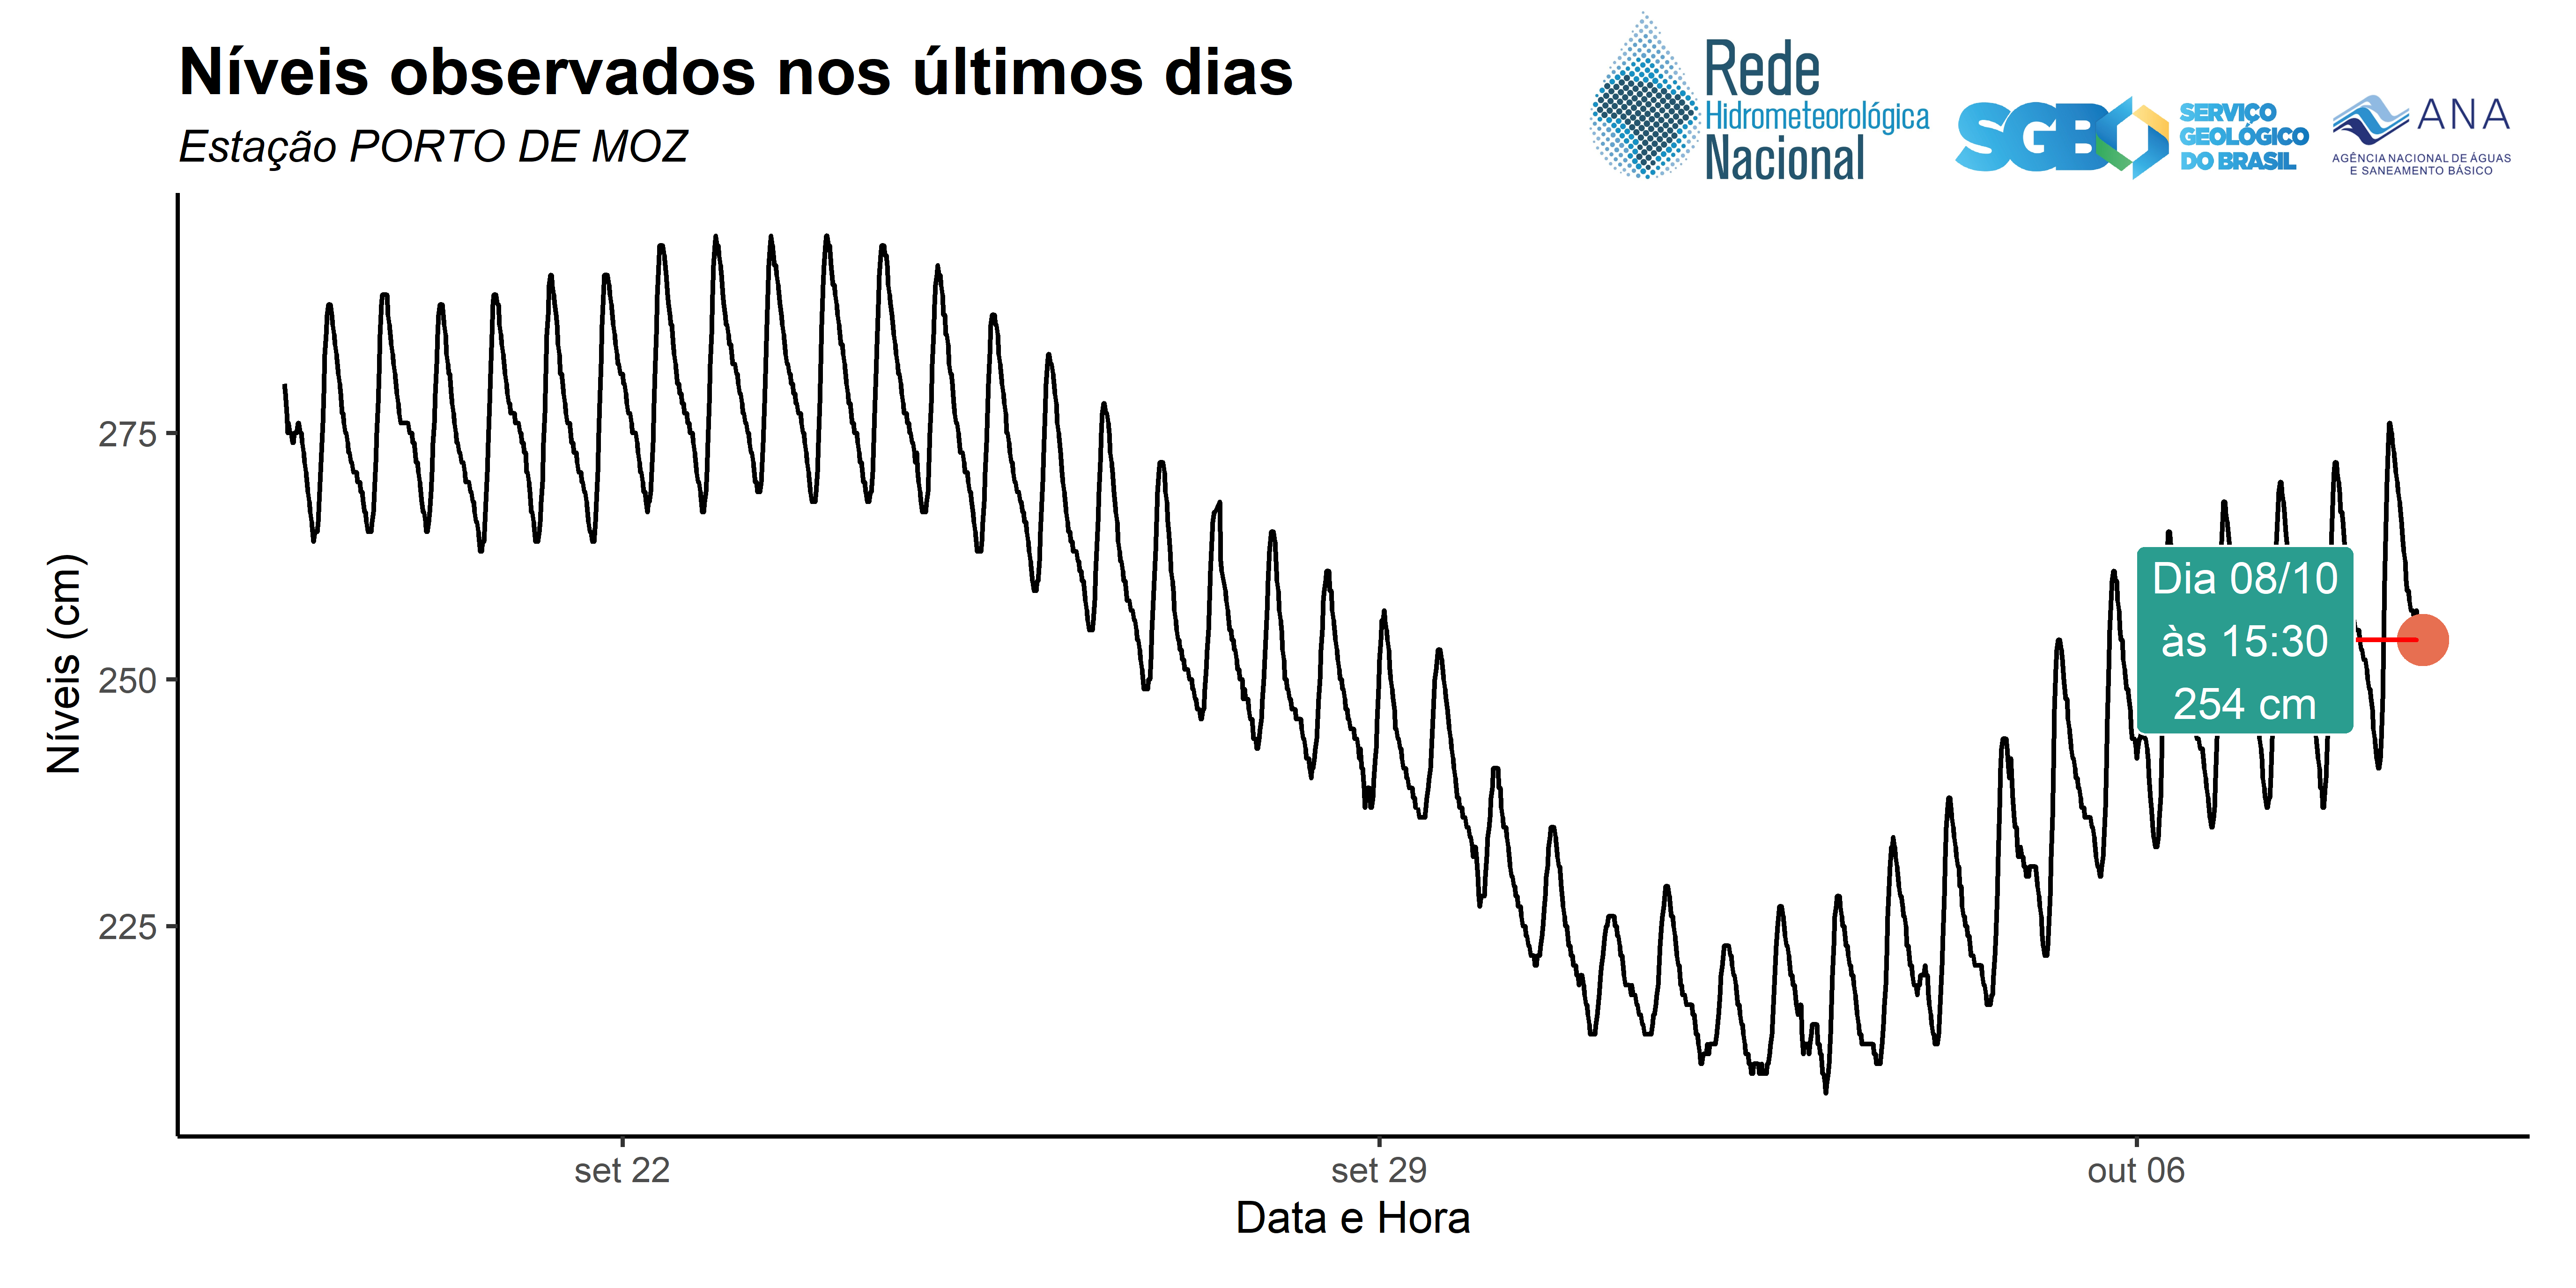 Níveis observados nos últimos dias
Estação PORTO DE MOZ
Rede
Hidrometeorológica
Nacional
SGB
SERVIÇO
GEOLÓGICO
DO BRASIL
ANA
AGÊNCIA NACIONAL DE ÁGUAS
E SANEAMENTO BÁSICO
Níveis (cm)
275
250
225
Dia 08/10
às 15:30
254 cm
set 22
set 29
out 06
Data e Hora